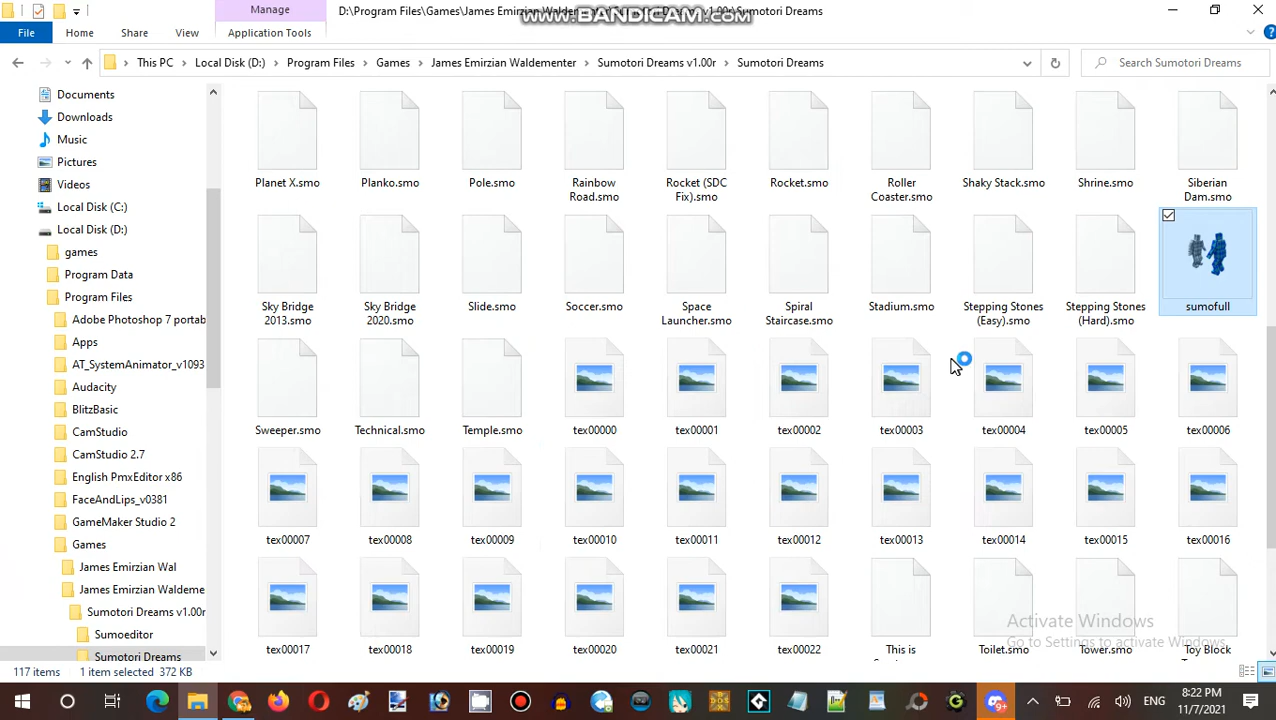 Manage
D:\Program Files\Games\James Emirzian Waldementer\Sumotori Dreams v1.00r\Sumotori Dreams
WWW.BANDICAM.COM
File Home Share View Application Tools
This PC > Local Disk (D:) > Program Files > Games > James Emirzian Waldementer > Sumotori Dreams v1.00r > Sumotori Dreams
Search Sumotori Dreams
Documents
Downloads
Music
Pictures
Videos
Local Disk (C:)
Local Disk (D:)
games
Program Data
Program Files
Adobe Photoshop 7 portab
Apps
AT_SystemAnimator_v1093
Audacity
BlitzBasic
CamStudio
CamStudio 2.7
English PmxEditor x86
FaceAndLips_v0381
GameMaker Studio 2
Games
James Emirzian Wal
James Emirzian Waldeme
Sumotori Dreams v1.00r
Sumoeditor
Sumotori Dreams
Planet X.smo
Planko.smo
Pole.smo
Rainbow
Road.smo
Rocket (SDC
Fix).smo
Rocket.smo
Roller
Coaster.smo
Shaky Stack.smo
Shrine.smo
Siberian
Dam.smo
Sky Bridge
2013.smo
Sky Bridge
2020.smo
Slide.smo
Soccer.smo
Space
Launcher.smo
Spiral
Staircase.smo
Stadium.smo
Stepping Stones
(Easy).smo
Stepping Stones
(Hard).smo
sumofull
Sweeper.smo
Technical.smo
Temple.smo
tex00000
tex00001
tex00002
tex00003
tex00004
tex00005
tex00006
tex00007
tex00008
tex00009
tex00010
tex00011
tex00012
tex00013
tex00014
tex00015
tex00016
tex00017
tex00018
tex00019
tex00020
tex00021
tex00022
This is
Toilet.smo
Tower.smo
Toy Block
Activate Windows
Go to Settings to activate Windows.
117 items
1 item selected 372 KB
ENG
8:22 PM
11/7/2021